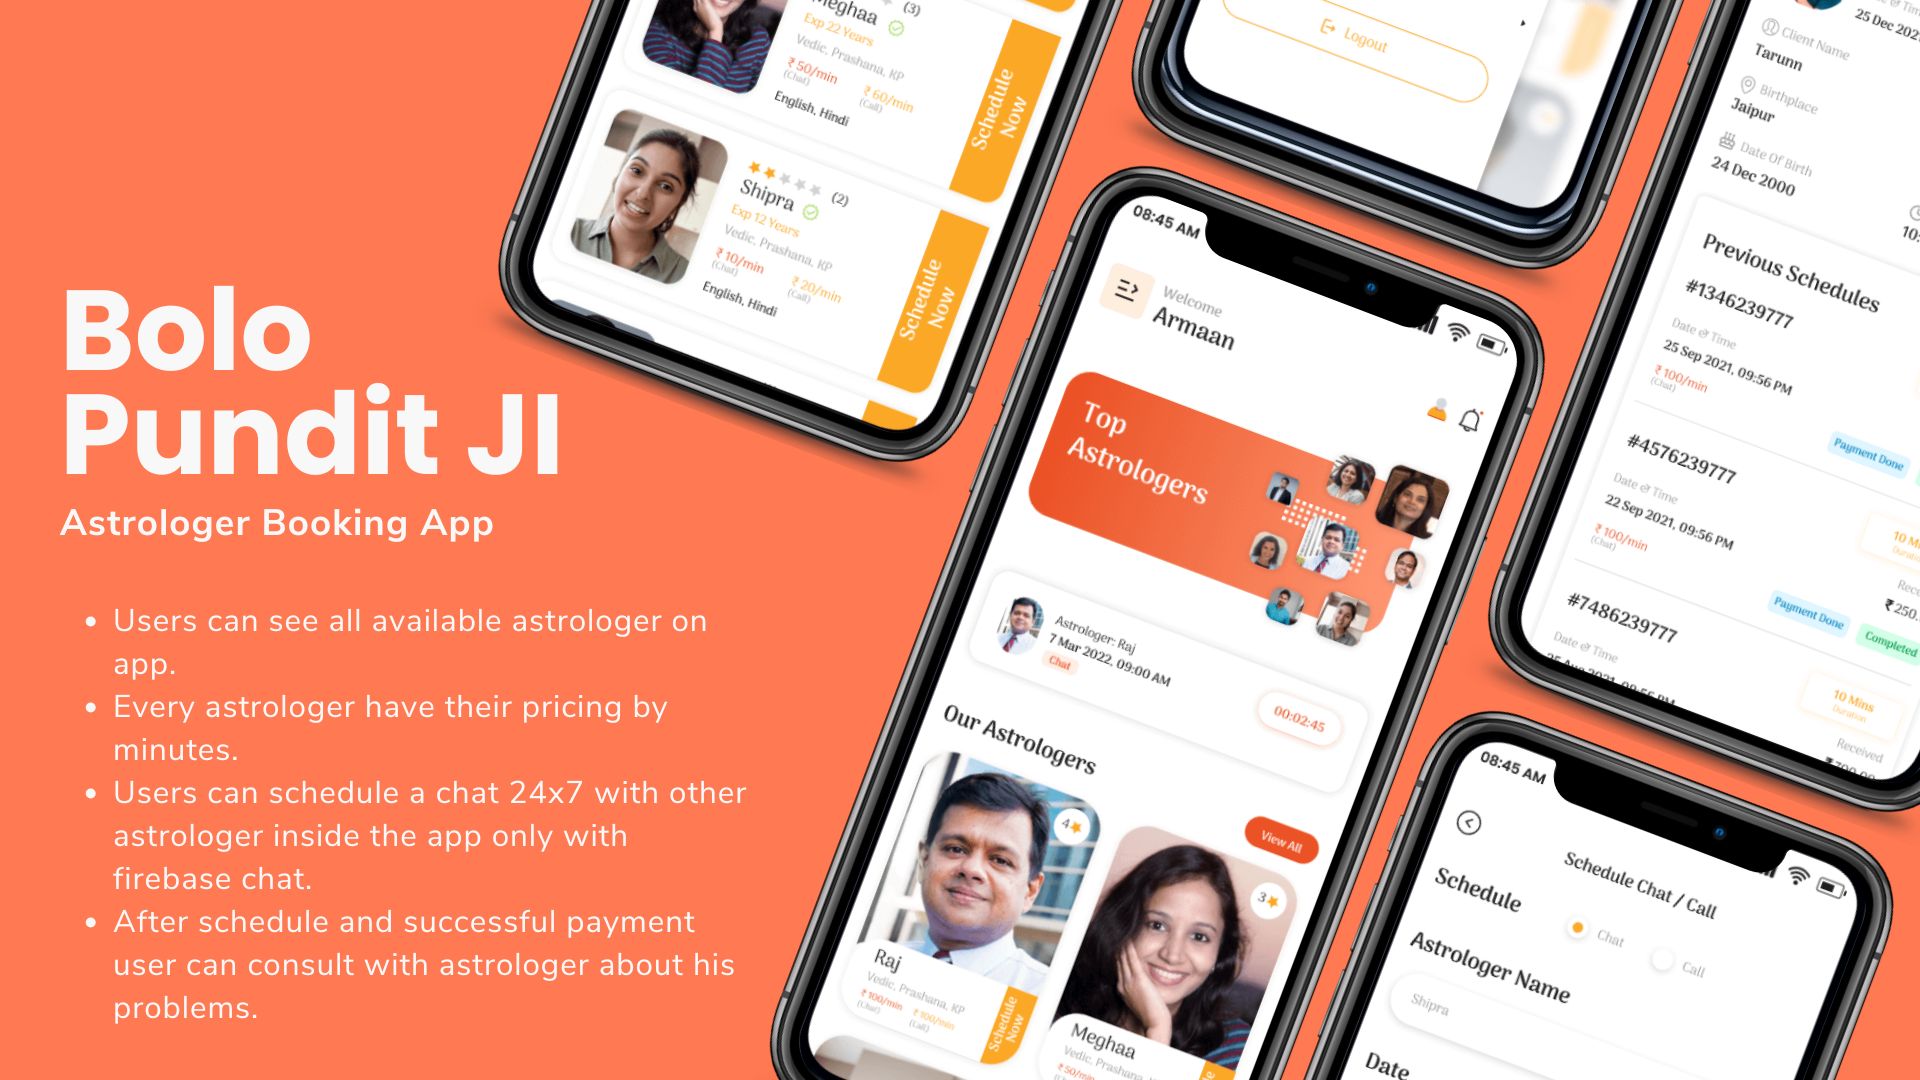 Bolo
Pundit JI
Astrologer Booking App
Users can see all available astrologer on
app.
Every astrologer have their pricing by
minutes.
Users can schedule a chat 24x7 with other
astrologer inside the app only with
firebase chat.
After schedule and successful payment
user can consult with astrologer about his
problems.
Meghaa
(3)
Exp 22 Years
Vedic, Prashana, KP
₹ 50/min
(Chat)
₹ 60/min
(Call)
English, Hindi
Schedule
Now
Shipra
(2)
Exp 12 Years
Vedic, Prashana, KP
₹ 10/min
(Chat)
₹ 20/min
(Call)
English, Hindi
Schedule
Now
Logout
08:45 AM
Welcome
Armaan
Top
Astrologers
Astrologer: Raj
7 Mar 2022, 09:00 AM
Chat
00:02:45
Our Astrologers
View All
4
Raj
Vedic, Prashana, KP
₹ 100/min
(Chat)
₹ 100/min
(Call)
Schedule
Now
3
Meghaa
Vedic, Prashana, KP
₹ 50/min
Client Name
Tarunn
Birthplace
Jaipur
Date Of Birth
24 Dec 2000
Previous Schedules
#1346239777
Date & Time
25 Sep 2021, 09:56 PM
₹ 100/min
(Chat)
Payment Done
#4576239777
Date & Time
22 Sep 2021, 09:56 PM
₹ 100/min
(Chat)
Payment Done
Completed
#7486239777
Date & Time
10 Mins
Duration
Received
08:45 AM
Schedule Chat / Call
Schedule
Chat
Call
Astrologer Name
Shipra
Date